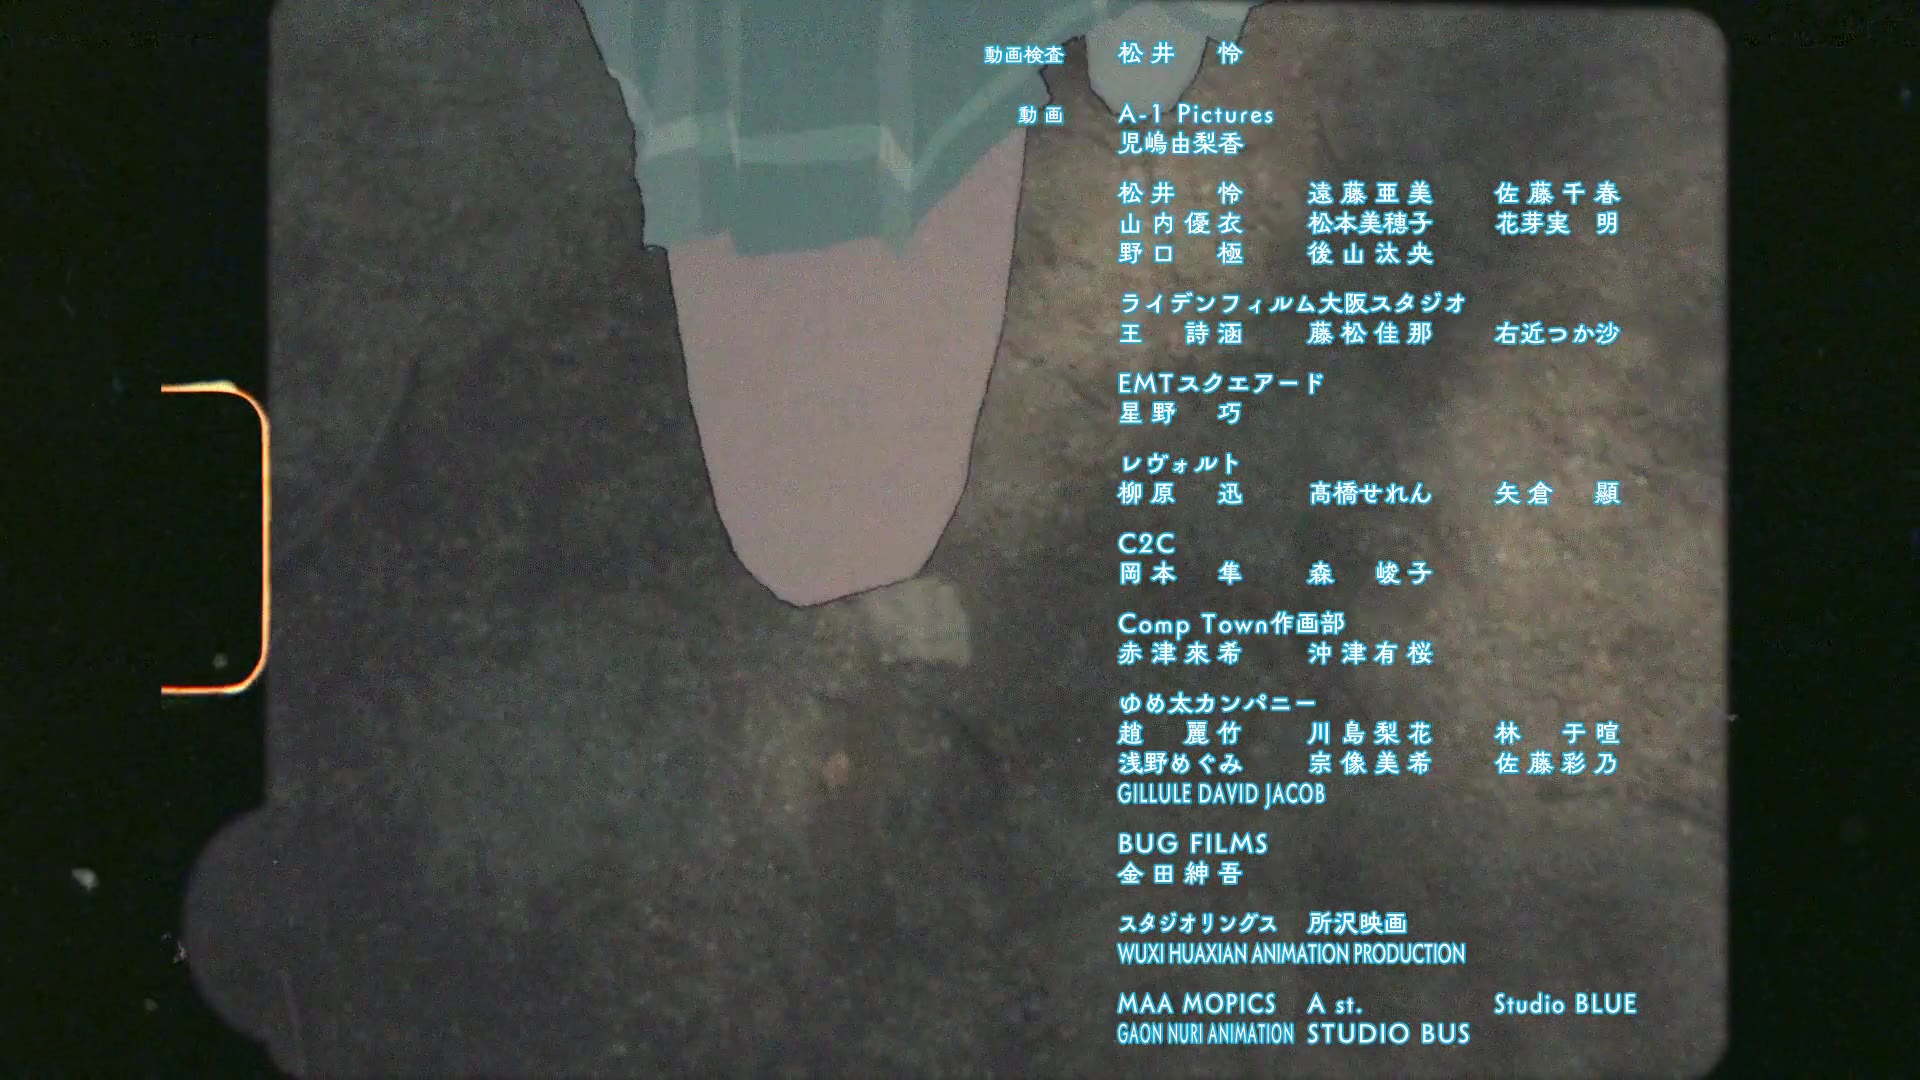 動画検査 松井 怜
動画 A-1 Pictures
児嶋由梨香
松井 怜 遠藤亜美 佐藤千春
山内優衣 松本美穂子 花芽実 明
野口 極 後山汰央
ライデンフィルム大阪スタジオ
王 詩涵 藤松佳那 右近つか沙
EMTスクエアード
星野 巧
レヴォルト
柳原 迅 髙橋せれん 矢倉 顕
C2C
岡本 隼 森 峻子
Comp Town作画部
赤津來希 沖津有桜
ゆめ太カンパニー
趙 麗竹 川島梨花 林 于暄
浅野めぐみ 宗像美希 佐藤彩乃
GILLULE DAVID JACOB
BUG FILMS
金田紳吾
スタジオリングス 所沢映画
WUXI HUAXIAN ANIMATION PRODUCTION
MAA MOPICS A st. Studio BLUE
GAON NURI ANIMATION STUDIO BUS